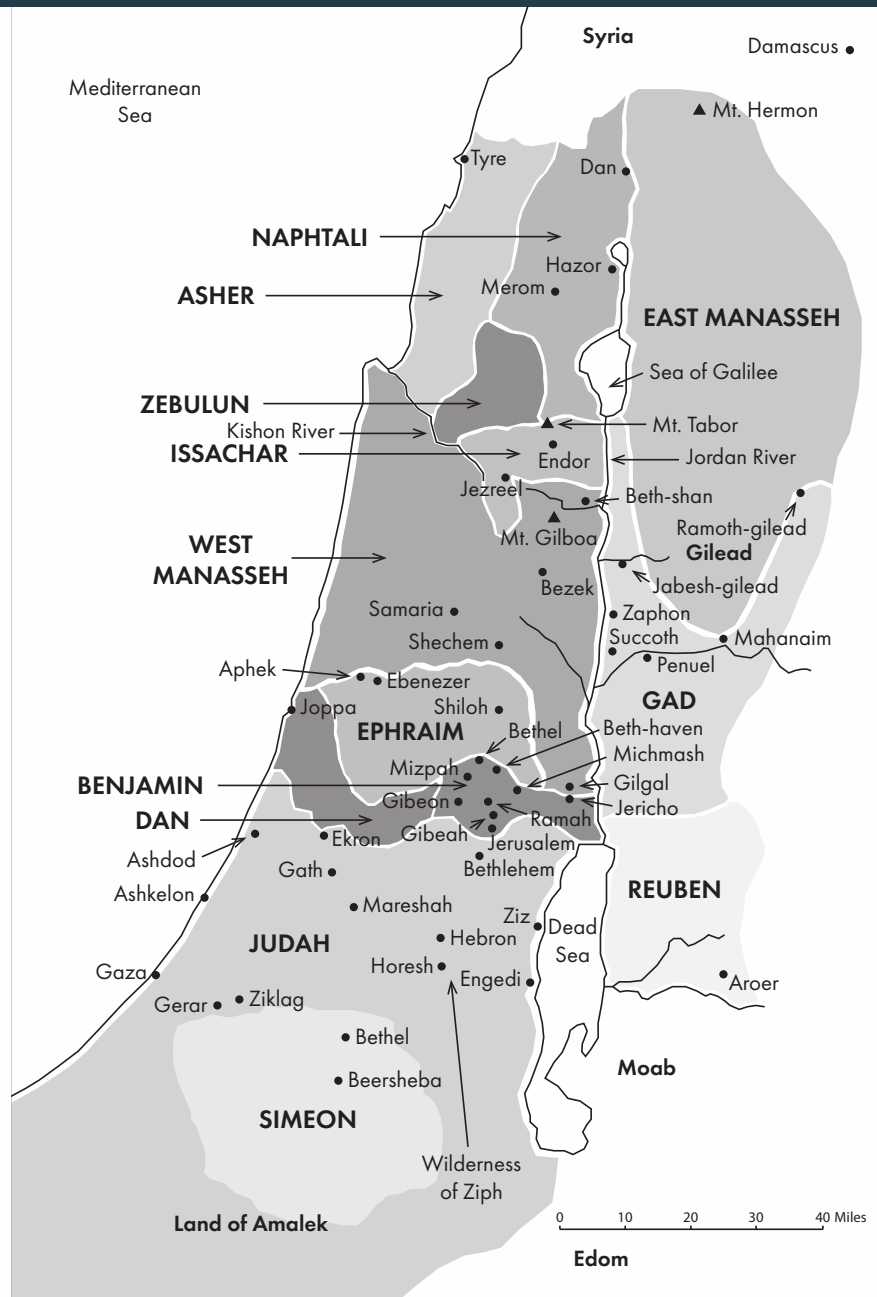 Syria
Damascus
Mediterranean
Sea
Mt. Hermon
Tyre
Dan
NAPHTALI
Hazor
Merom
ASHER
EAST MANASSEH
Sea of Galilee
ZEBULUN
Mt. Tabor
Kishon River
ISSACHAR
Endor
Jordan River
Jezreel
Beth-shan
Ramoth-gilead
Mt. Gilboa
Gilead
WEST
MANASSEH
Bezek
Jabesh-gilead
Samaria
Zaphon
Succoth
Shechem
Mahanaim
Penuel
Aphek
Ebenezer
Joppa
Shiloh
GAD
EPHRAIM
Bethel
Beth-haven
Michmash
Mizpah
BENJAMIN
Gilgal
Gibeon
Jericho
DAN
Ramah
Gibeah
Ekron
Jerusalem
Ashdod
Bethlehem
Gath
REUBEN
Ashkelon
Mareshah
Ziz
Dead
Sea
JUDAH
Hebron
Horesh
Gaza
Engedi
Aroer
Gerar
Ziklag
Bethel
Moab
Beersheba
SIMEON
Wilderness
of Ziph
Land of Amalek
0 10 20 30 40 Miles
Edom